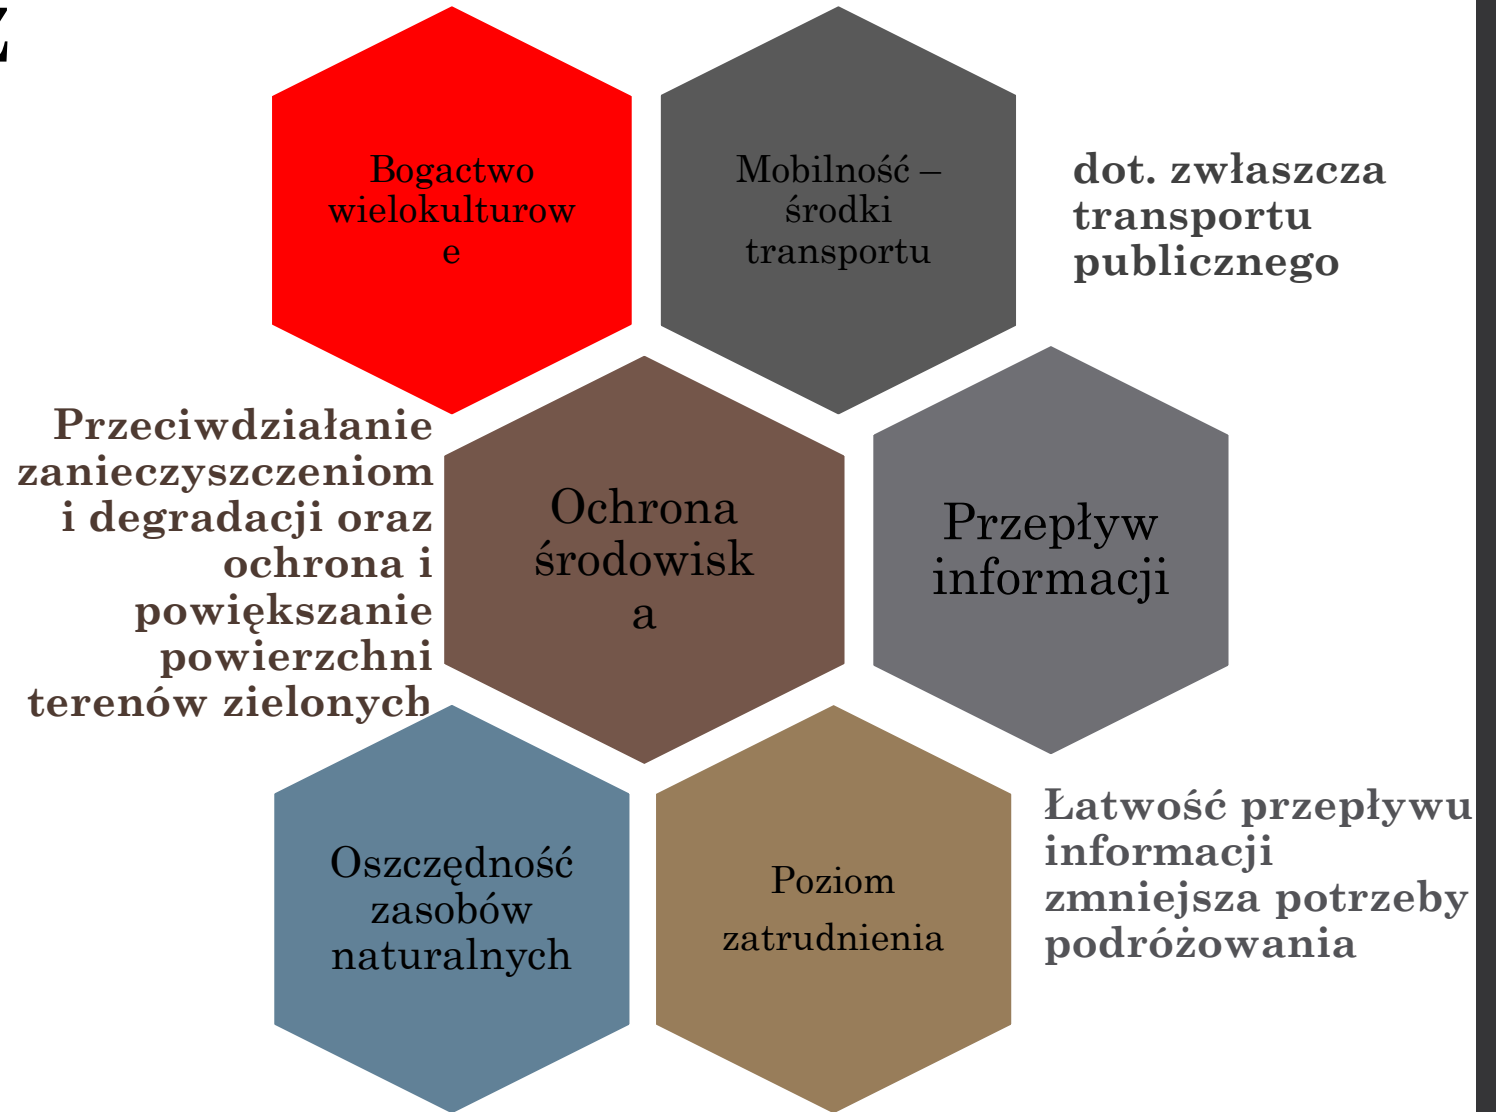 Bogactwo
wielokulturow
e
Mobilność –
środki
transportu
dot. zwłaszcza
transportu
publicznego
Przeciwdziałanie
zanieczyszczeniom
i degradacji oraz
ochrona i
powiększanie
powierzchni
terenów zielonych
Ochrona
środowisk
a
Przepływ
informacji
Oszczędność
zasobów
naturalnych
Poziom
zatrudnienia
Łatwość przepływu
informacji
zmniejsza potrzeby
podróżowania